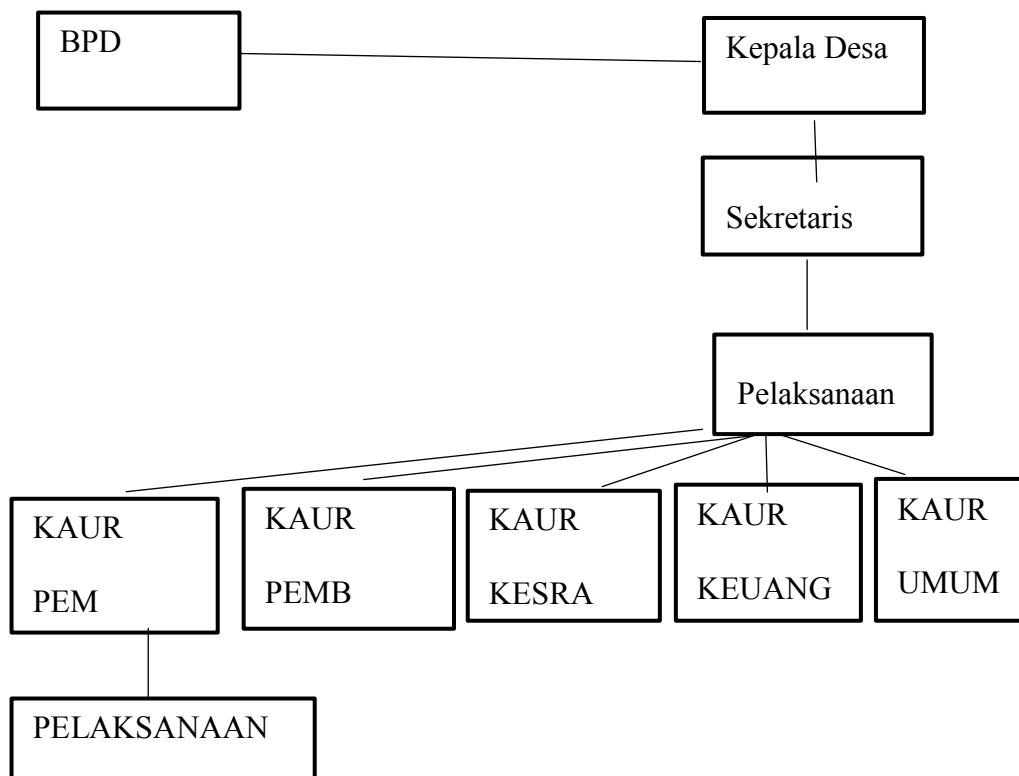 BPD
Kepala Desa
Sekretaris
Pelaksanaan
KAUR
PEM
KAUR
PEMB
KAUR
KESRA
KAUR
KEUANG
KAUR
UMUM
PELAKSANAAN